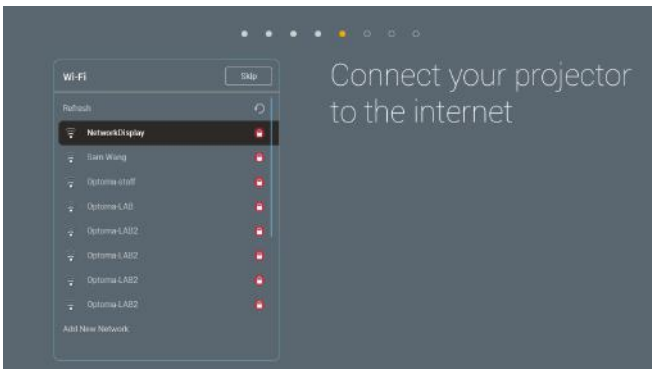 Wi-Fi
Skip
Connect your projector
to the internet
Refresh
NetworkDisplay
Sam Wang
Optoma-staff
Optoma-LAB
Optoma-LAB2
Optoma-LAB2
Optoma-LAB2
Optoma-LAB2
Add New Network